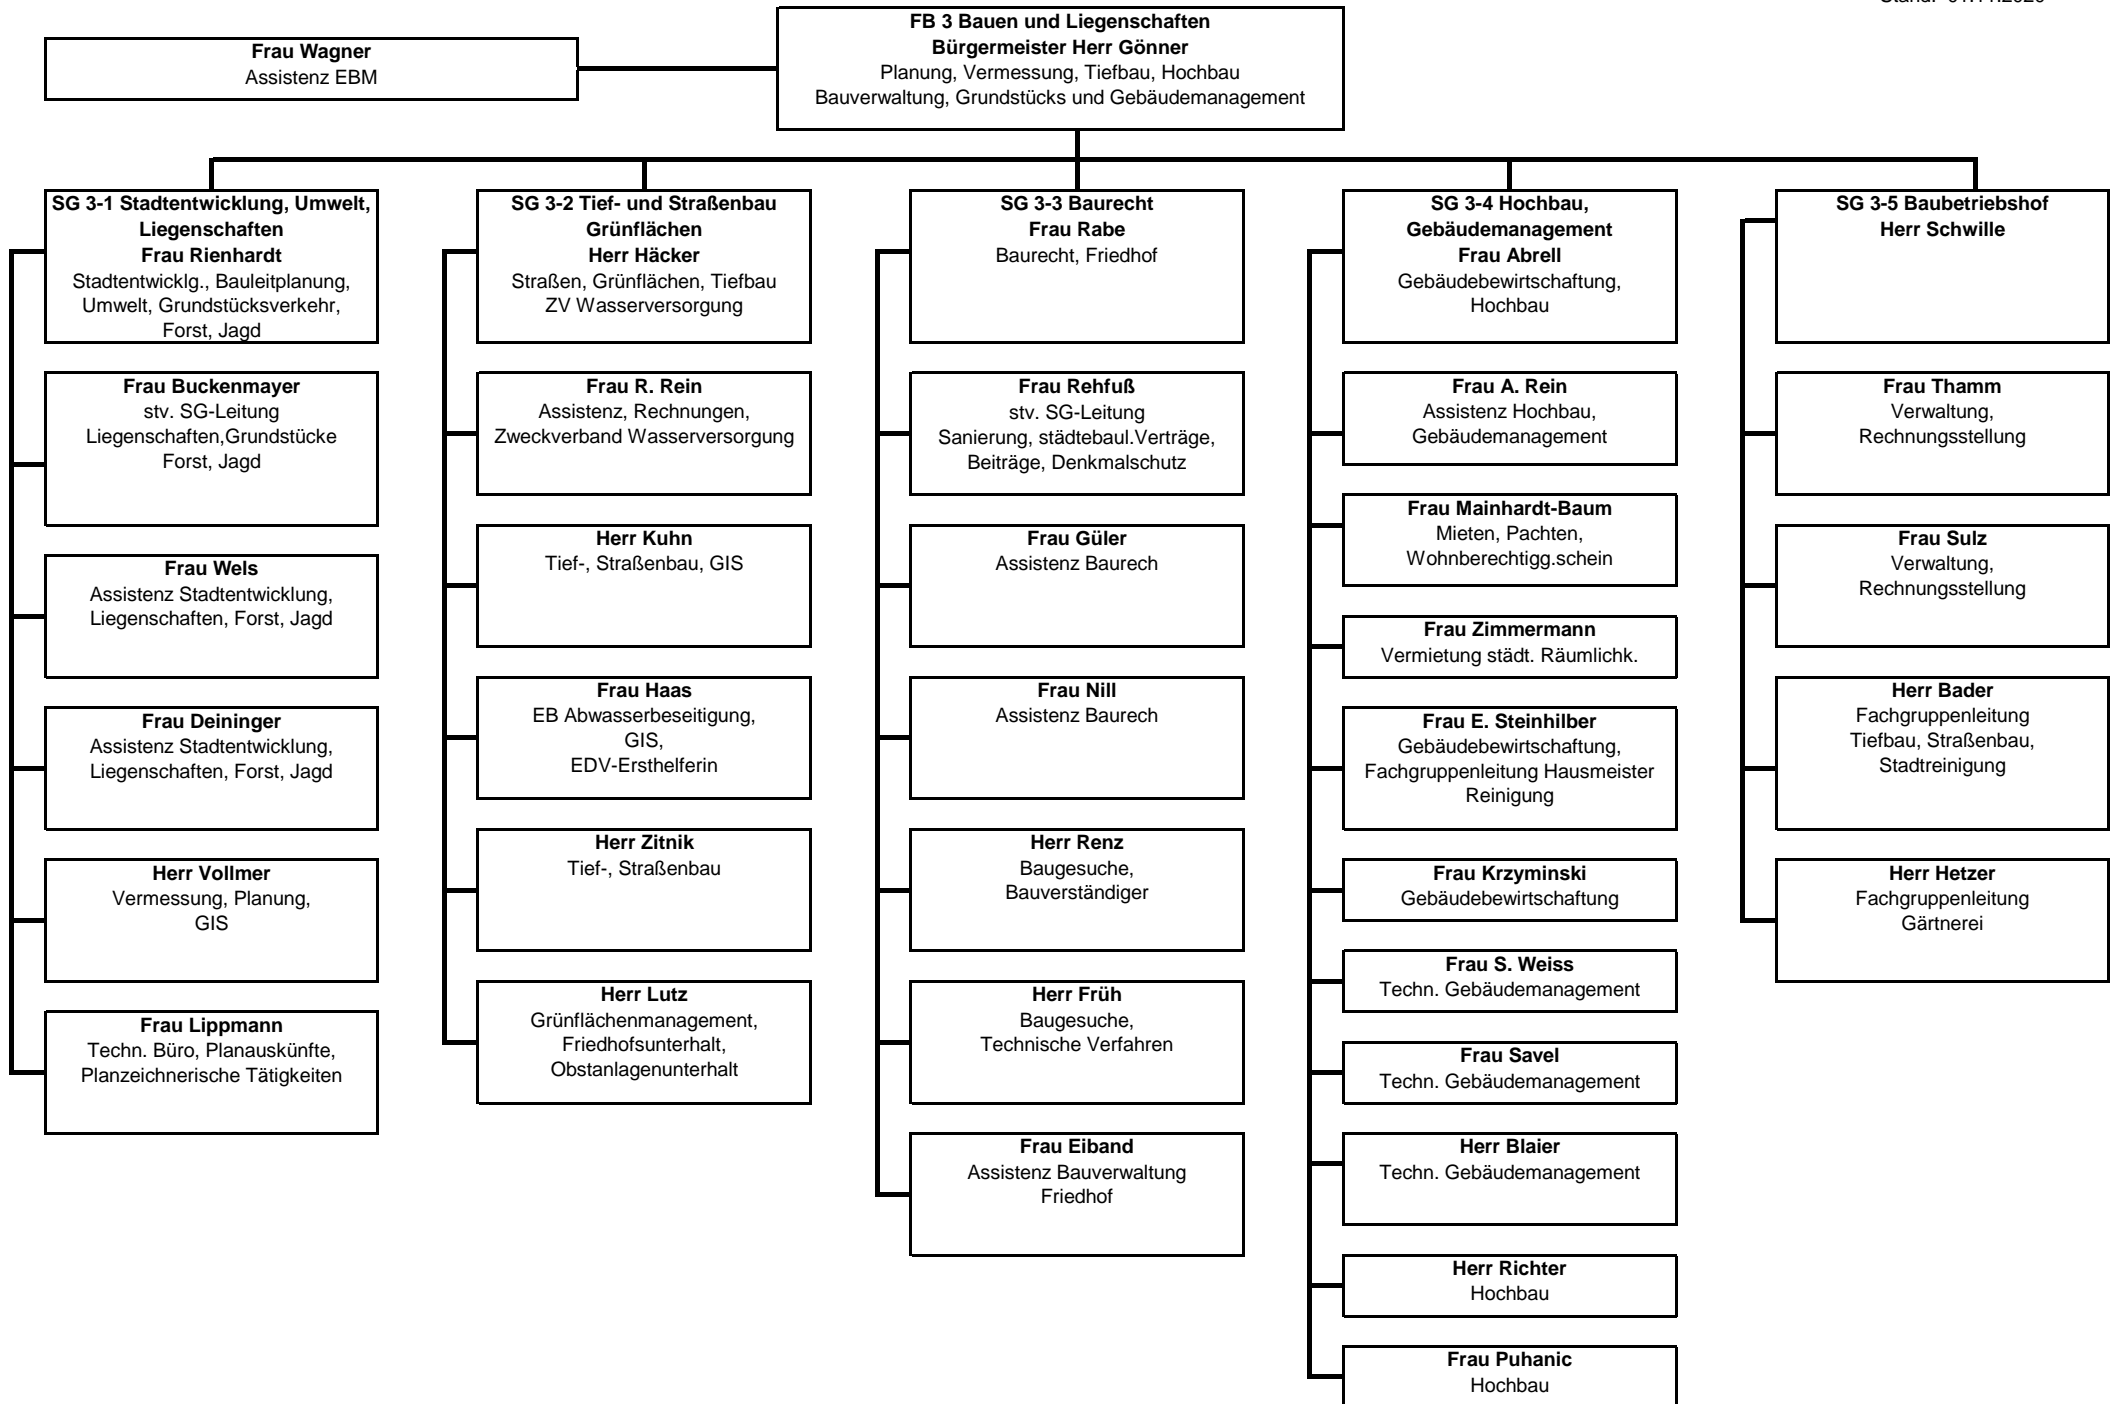 FB 3 Bauen und Liegenschaften
Bürgermeister Herr Gönner
Planung, Vermessung, Tiefbau, Hochbau
Bauverwaltung, Grundstücks und Gebäudemanagement
Frau Wagner
Assistenz EBM
SG 3-1 Stadtentwicklung, Umwelt,
Liegenschaften
Frau Rienhardt
Stadtentwicklg., Bauleitplanung,
Umwelt, Grundstücksverkehr,
Forst, Jagd
Frau Buckenmayer
stv. SG-Leitung
Liegenschaften,Grundstücke
Forst, Jagd
Frau Wels
Assistenz Stadtentwicklung,
Liegenschaften, Forst, Jagd
Frau Deininger
Assistenz Stadtentwicklung,
Liegenschaften, Forst, Jagd
Herr Vollmer
Vermessung, Planung,
GIS
Frau Lippmann
Techn. Büro, Planauskünfte,
Planzeichnerische Tätigkeiten
SG 3-2 Tief- und Straßenbau
Grünflächen
Herr Häcker
Straßen, Grünflächen, Tiefbau
ZV Wasserversorgung
Frau R. Rein
Assistenz, Rechnungen,
Zweckverband Wasserversorgung
Herr Kuhn
Tief-, Straßenbau, GIS
Frau Haas
EB Abwasserbeseitigung,
GIS,
EDV-Ersthelferin
Herr Zitnik
Tief-, Straßenbau
Herr Lutz
Grünflächenmanagement,
Friedhofsunterhalt,
Obstanlagenunterhalt
SG 3-3 Baurecht
Frau Rabe
Baurecht, Friedhof
Frau Rehfuß
stv. SG-Leitung
Sanierung, städtebaul.Verträge,
Beiträge, Denkmalschutz
Frau Güler
Assistenz Baurech
Frau Nill
Assistenz Baurech
Herr Renz
Baugesuche,
Bauverständiger
Herr Früh
Baugesuche,
Technische Verfahren
Frau Eiband
Assistenz Bauverwaltung
Friedhof
SG 3-4 Hochbau,
Gebäudemanagement
Frau Abrell
Gebäudebewirtschaftung,
Hochbau
Frau A. Rein
Assistenz Hochbau,
Gebäudemanagement
Frau Mainhardt-Baum
Mieten, Pachten,
Wohnberechtigg.schein
Frau Zimmermann
Vermietung städt. Räumlichk.
Frau E. Steinhilber
Gebäudebewirtschaftung,
Fachgruppenleitung Hausmeister
Reinigung
Frau Krzyminski
Gebäudebewirtschaftung
Frau S. Weiss
Techn. Gebäudemanagement
Frau Savel
Techn. Gebäudemanagement
Herr Blaier
Techn. Gebäudemanagement
Herr Richter
Hochbau
Frau Puhanic
Hochbau
SG 3-5 Baubetriebshof
Herr Schwille
Frau Thamm
Verwaltung,
Rechnungsstellung
Frau Sulz
Verwaltung,
Rechnungsstellung
Herr Bader
Fachgruppenleitung
Tiefbau, Straßenbau,
Stadtreinigung
Herr Hetzer
Fachgruppenleitung
Gärtnerei